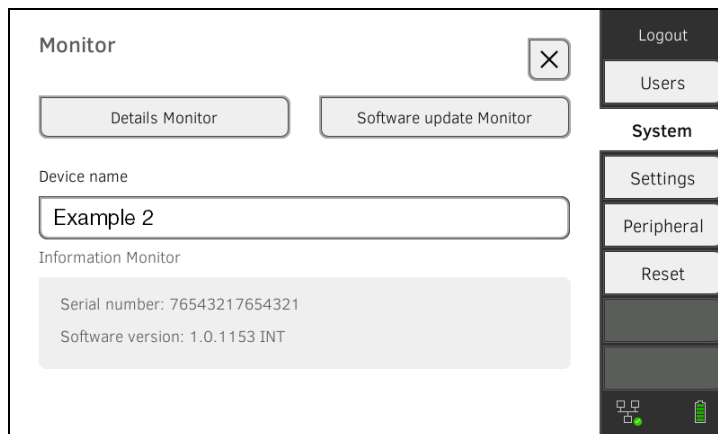 Monitor
Details Monitor
Software update Monitor
Device name
Example 2
Information Monitor
Serial number: 76543217654321
Software version: 1.0.1153 INT
Logout
Users
System
Settings
Peripheral
Reset